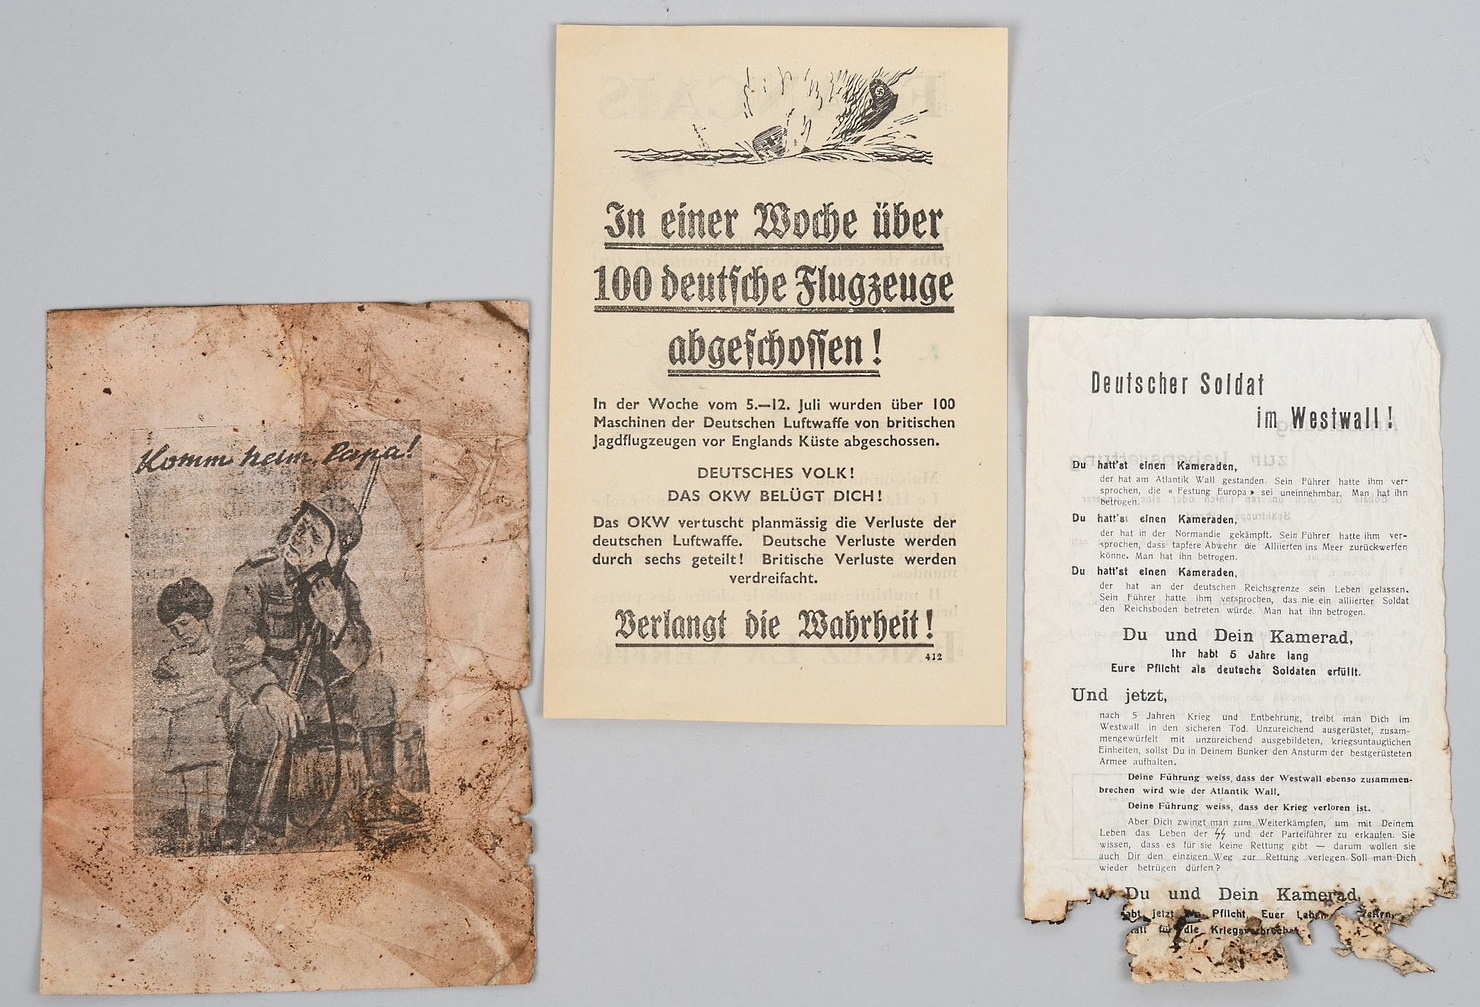 Komm heim, Papa!
In einer Woche über
100 deutsche Flugzeuge
abgeschossen!
In der Woche vom 5.—12. Juli wurden über 100
Maschinen der Deutschen Luftwaffe von britischen
Jagdflugzeugen vor Englands Küste abgeschossen.
DEUTSCHES VOLK!
DAS OKW BELÜGT DICH!
Das OKW vertuscht planmässig die Verluste der
deutschen Luftwaffe. Deutsche Verluste werden
durch sechs geteilt! Britische Verluste werden
verdreifacht.
Verlangt die Wahrheit!
412
Deutscher Soldat
im Westwall!
Du hatt'st einen Kameraden,
der hat am Atlantik Wall gestanden. Sein Führer hatte ihm ver-
sprochen, die « Festung Europa » sei uneinnehmbar. Man hat ihn
betrogen.
Du hatt'st einen Kameraden,
der hat in der Normandie gekämpft. Sein Führer hatte ihm ver-
sprochen, dass tapfere Abwehr die Alliierten ins Meer zurückwerfen
könne. Man hat ihn betrogen.
Du hatt'st einen Kameraden,
der hat an der deutschen Reichsgrenze sein Leben gelassen.
Sein Führer hatte ihm versprochen, das nie ein alliierter Soldat
den Reichsboden betreten würde. Man hat ihn betrogen.
Du und Dein Kamerad,
Ihr habt 5 Jahre lang
Eure Pflicht als deutsche Soldaten erfüllt.
Und jetzt,
nach 5 Jahren Krieg und Entbehrung, treibt man Dich im
Westwall in den sicheren Tod. Unzureichend ausgerüstet, zusam-
mengewürfelt mit unzureichend ausgebildeten, kriegsuntauglichen
Einheiten, sollst Du in Deinem Bunker den Ansturm der bestgerüsteten
Armee aufhalten.
Deine Führung weiss, dass der Westwall ebenso zusammen-
brechen wird wie der Atlantik Wall.
Deine Führung weiss, dass der Krieg verloren ist.
Aber Dich zwingt man zum Weiterkämpfen, um mit Deinem
Leben das Leben der SS und der Parteiführer zu erkaufen. Sie
wissen, dass es für sie keine Rettung gibt — darum wollen sie
auch Dir den einzigen Weg zur Rettung verlegen. Soll man Dich
wieder betrügen dürfen?
Du und Dein Kamerad,
jetzt Pflicht, Euer
für die